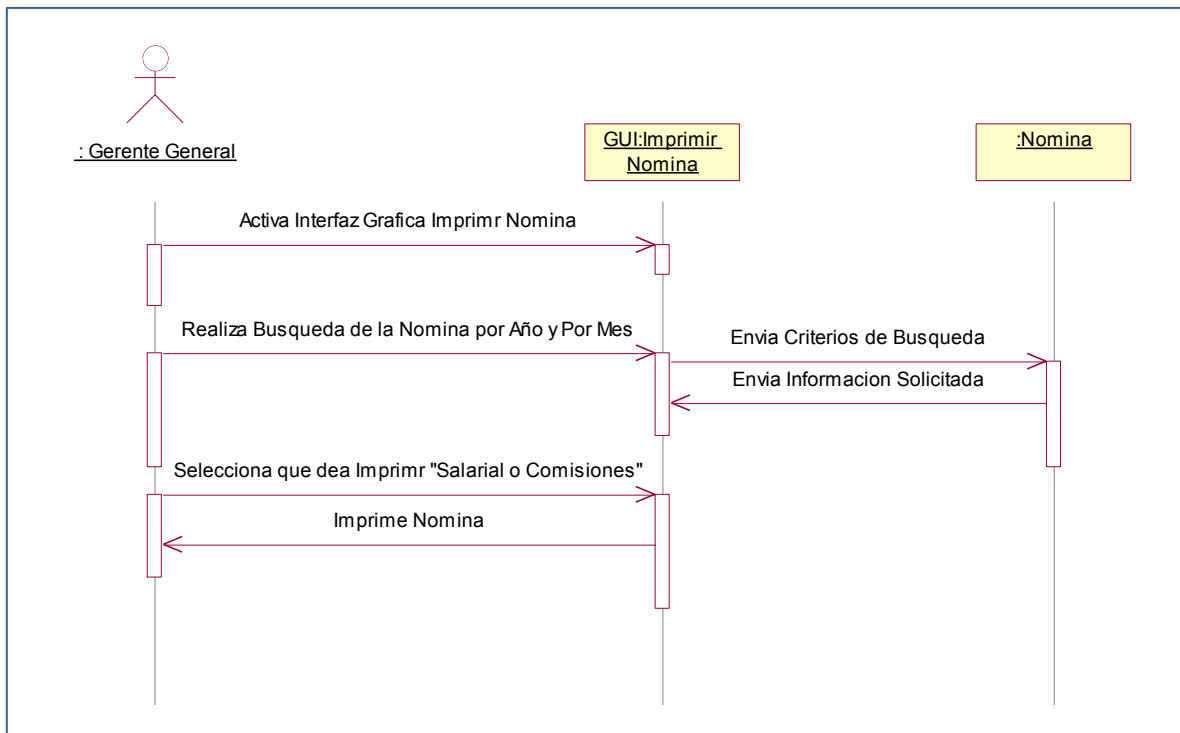 : Gerente General
GUI:Imprimir
Nomina
:Nomina
Activa Interfaz Grafica Imprimr Nomina
Realiza Busqueda de la Nomina por Año y Por Mes
Envia Criterios de Busqueda
Envia Informacion Solicitada
Selecciona que dea Imprimr "Salarial o Comisiones"
Imprime Nomina